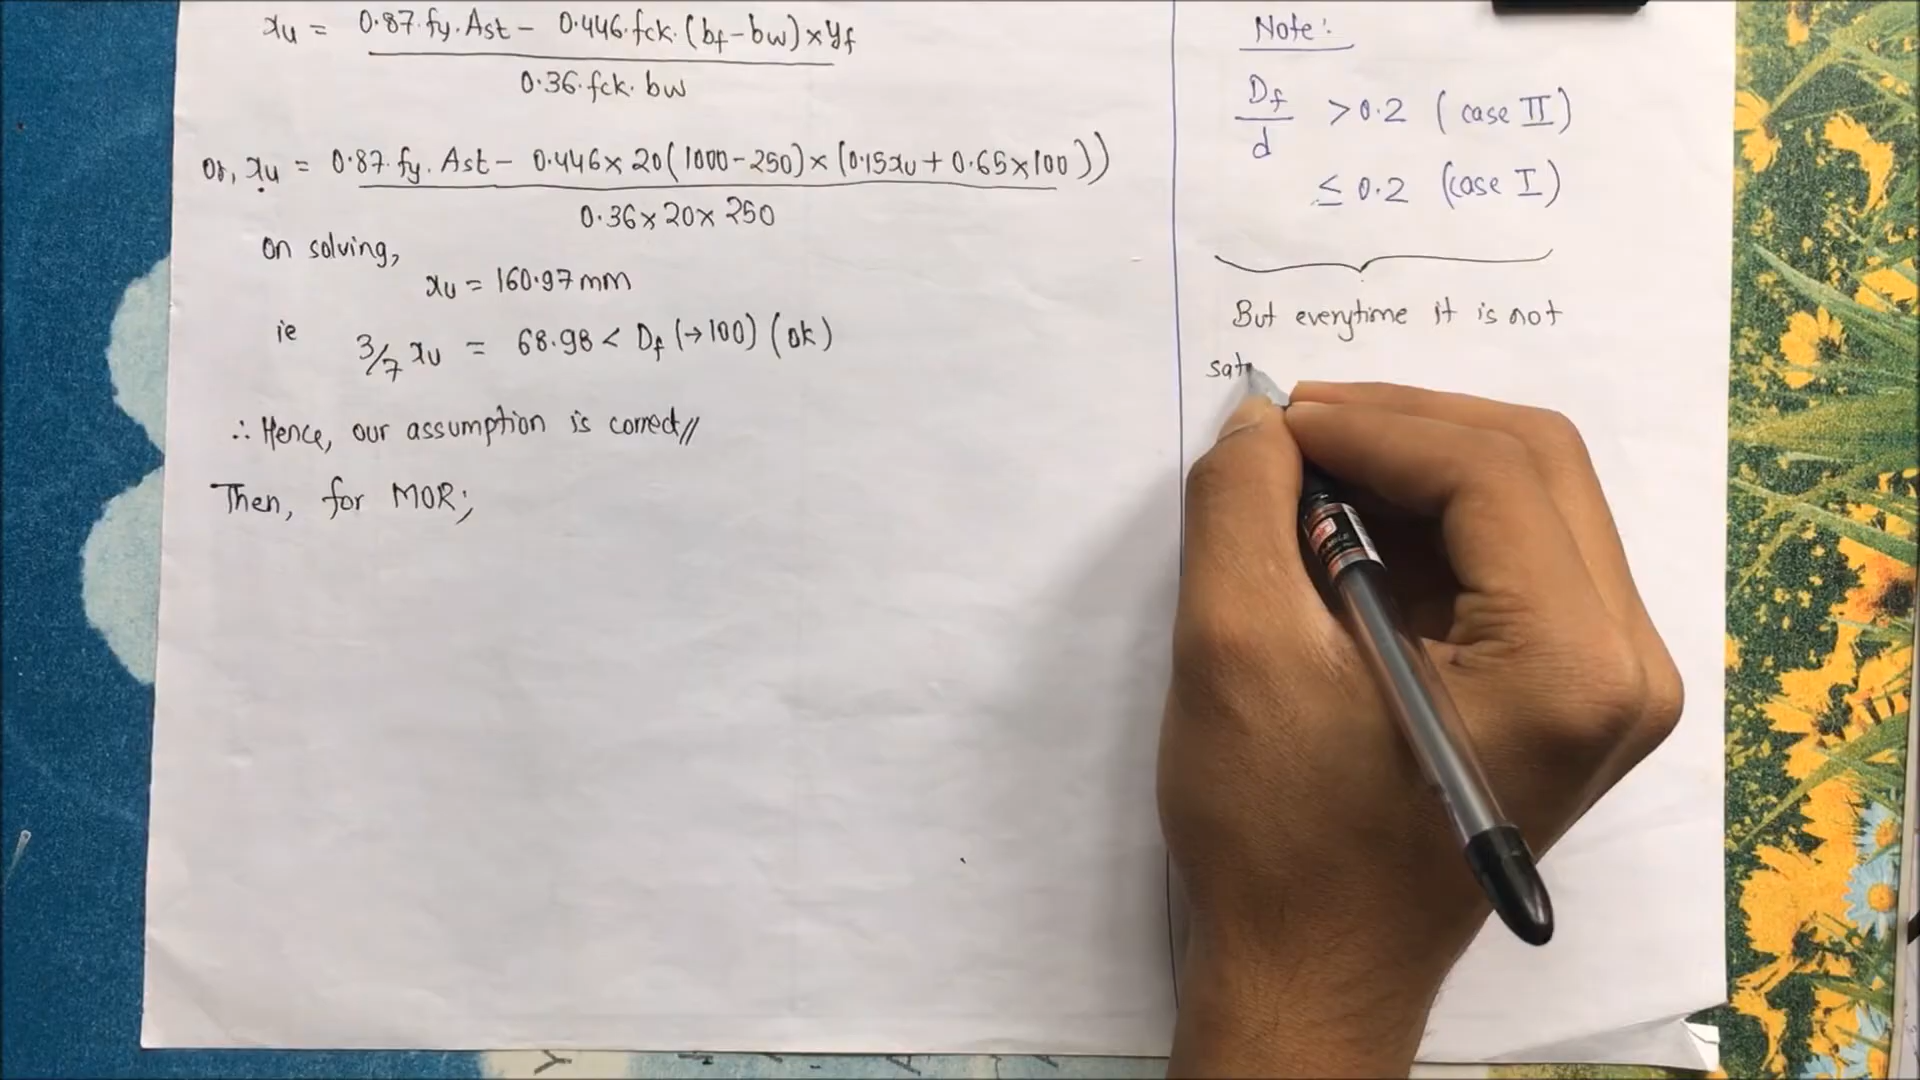 xu = 0.87.fy.Ast - 0.446.fck.(bf-bw)×yf
0.36.fck.bw
Or, xu = 0.87.fy.Ast - 0.446×20(1000-250)×(0.15xu+0.65×100))
0.36×20×250
On solving,
xu = 160.97mm
ie 3/7 xu = 68.98 < Df (→100) (ok)
∴ Hence, our assumption is correct//
Then, for MOR;
Note:
Df/d >0.2 (case II)
≤ 0.2 (case I)
But everytime it is not